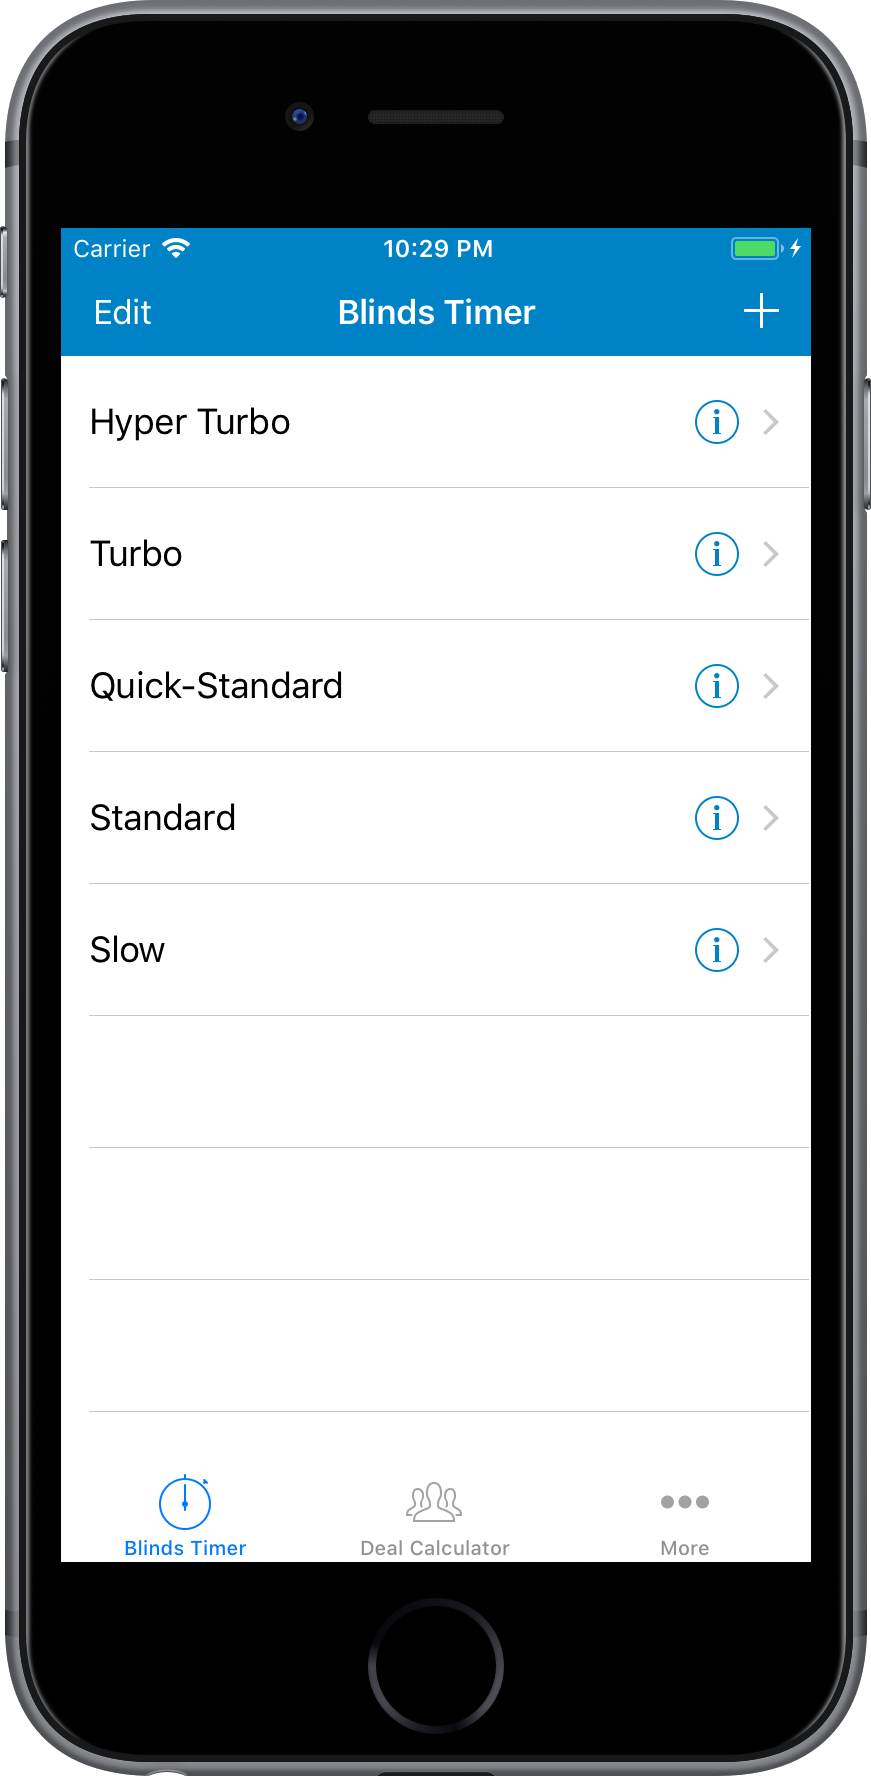 Carrier 10:29 PM
Edit Blinds Timer +
Hyper Turbo
Turbo
Quick-Standard
Standard
Slow
Blinds Timer Deal Calculator More